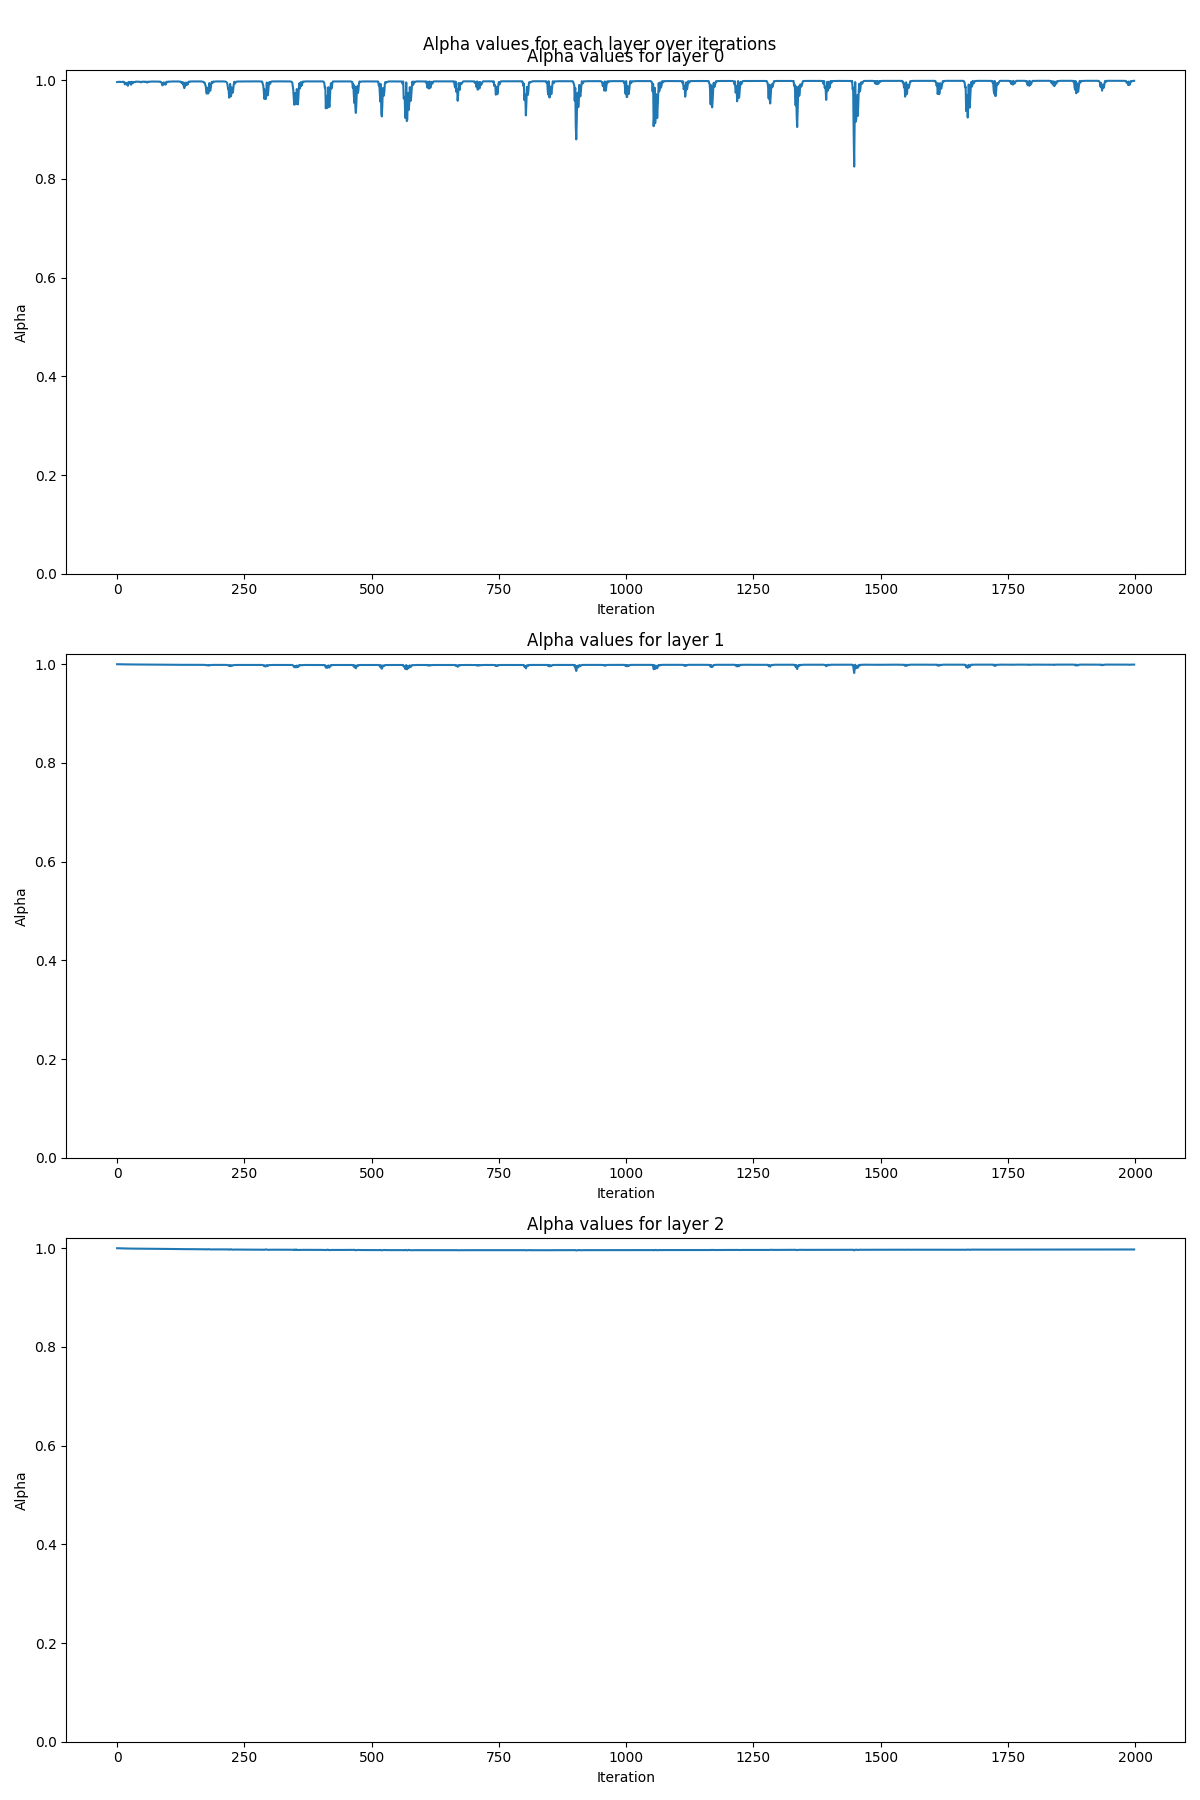 Alpha values for each layer over iterations
Alpha values for layer 0
1.0
0.8
0.6
0.4
0.2
0.0
Alpha
0 250 500 750 1000 1250 1500 1750 2000
Iteration
Alpha values for layer 1
1.0
0.8
0.6
0.4
0.2
0.0
Alpha
0 250 500 750 1000 1250 1500 1750 2000
Iteration
Alpha values for layer 2
1.0
0.8
0.6
0.4
0.2
0.0
Alpha
0 250 500 750 1000 1250 1500 1750 2000
Iteration